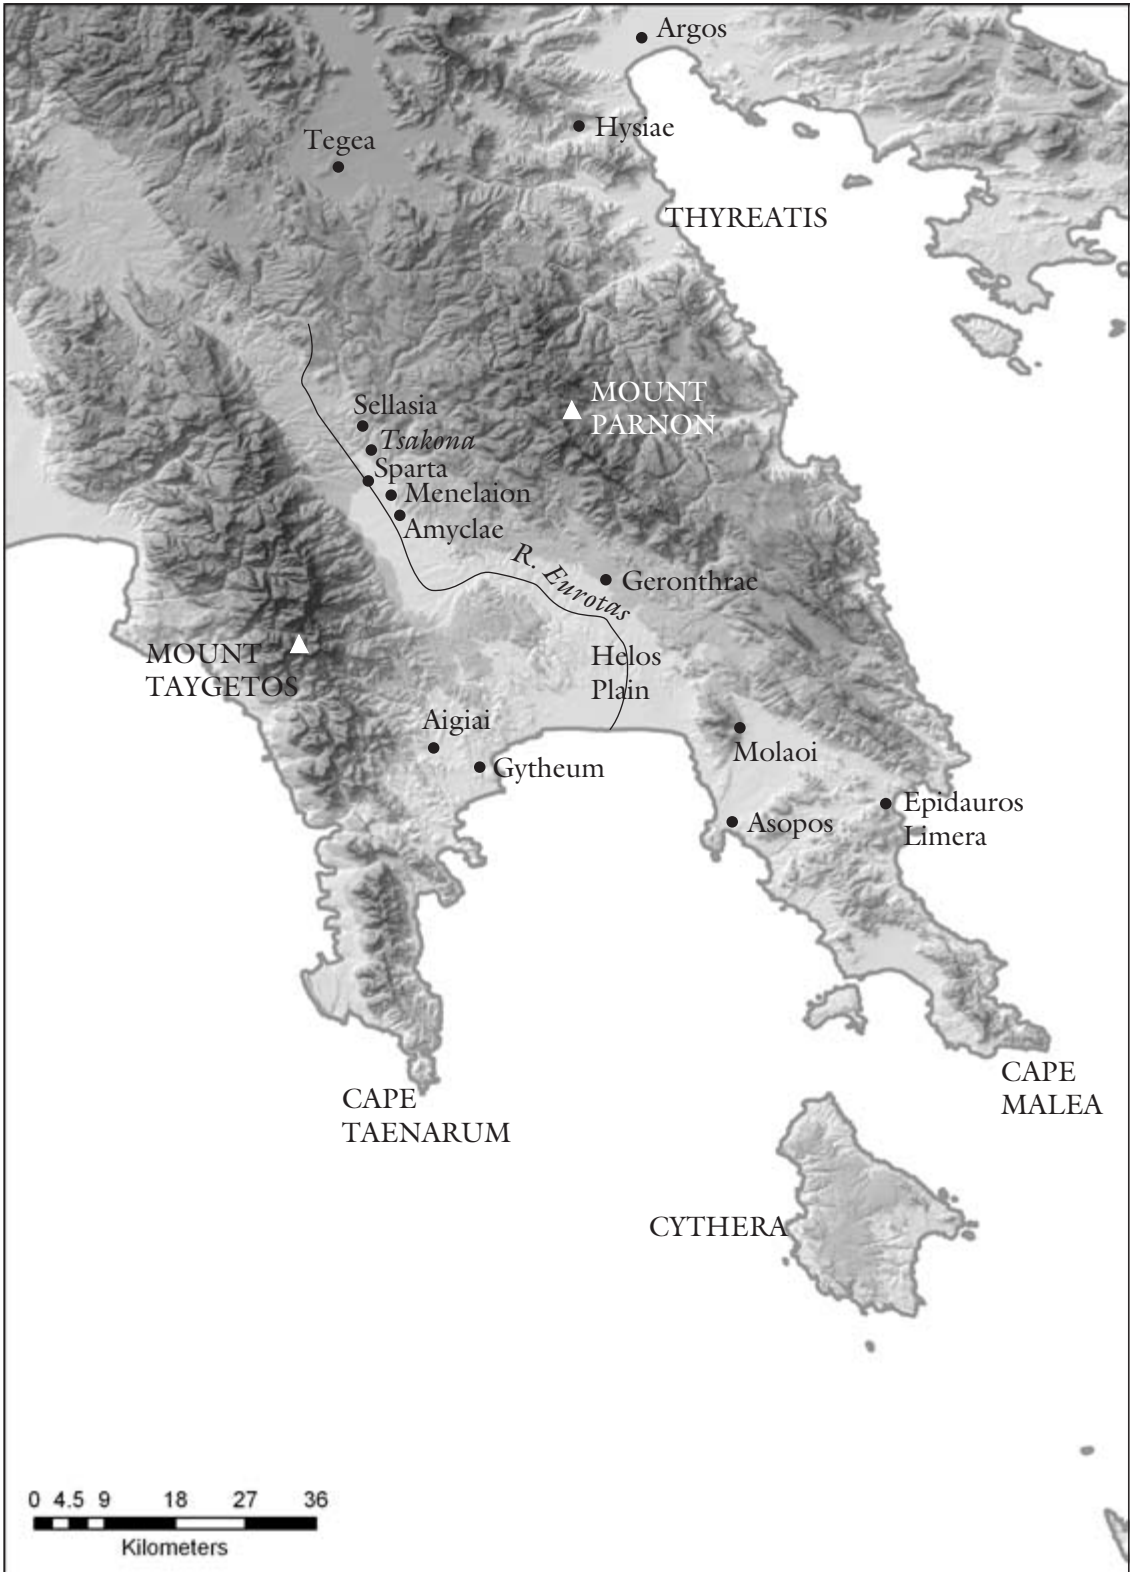 Argos
Hysiae
Tegea
THYREATIS
MOUNT
PARNON
Sellasia
Tsakona
Sparta
Menelaion
Amyclae
R. Eurotas
Geronthrae
MOUNT
TAYGETOS
Helos
Plain
Aigiai
Gytheum
Molaoi
Epidauros
Limera
Asopos
CAPE
MALEA
CAPE
TAENARUM
CYTHERA
0 4.5 9 18 27 36
Kilometers